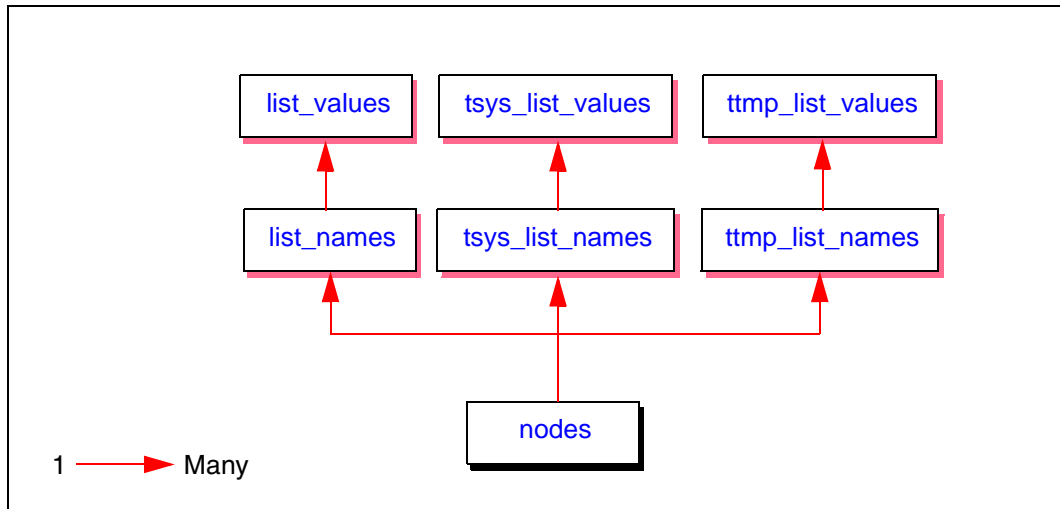 list_values tsys_list_values ttmp_list_values
list_names tsys_list_names ttmp_list_names
nodes
1 Many